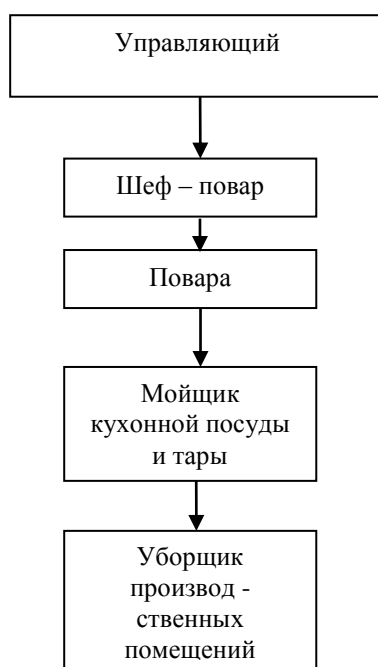 Управляющий
Шеф – повар
Повара
Мойщик
кухонной посуды
и тары
Уборщик
производ -
ственных
помещений